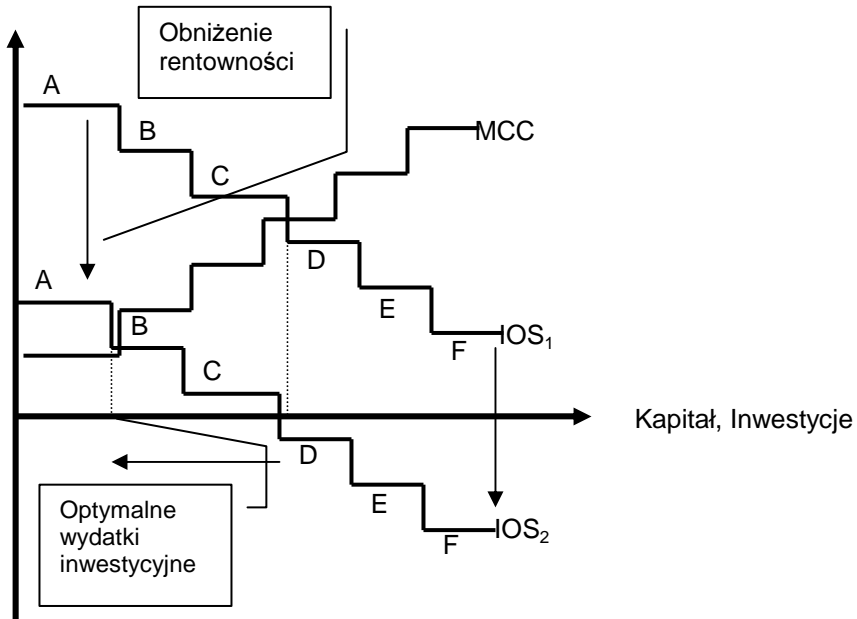 Obniżenie
rentowności
A
B
MCC
C
D
A
E
B
F IOS₁
C
Kapitał, Inwestycje
D
E
Optymalne
wydatki
inwestycyjne
F IOS₂